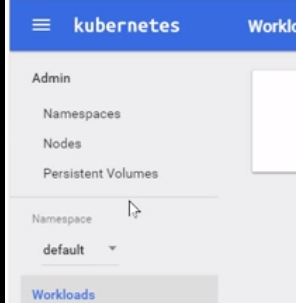 kubernetes
Admin
Namespaces
Nodes
Persistent Volumes
Namespace
default
Workloads